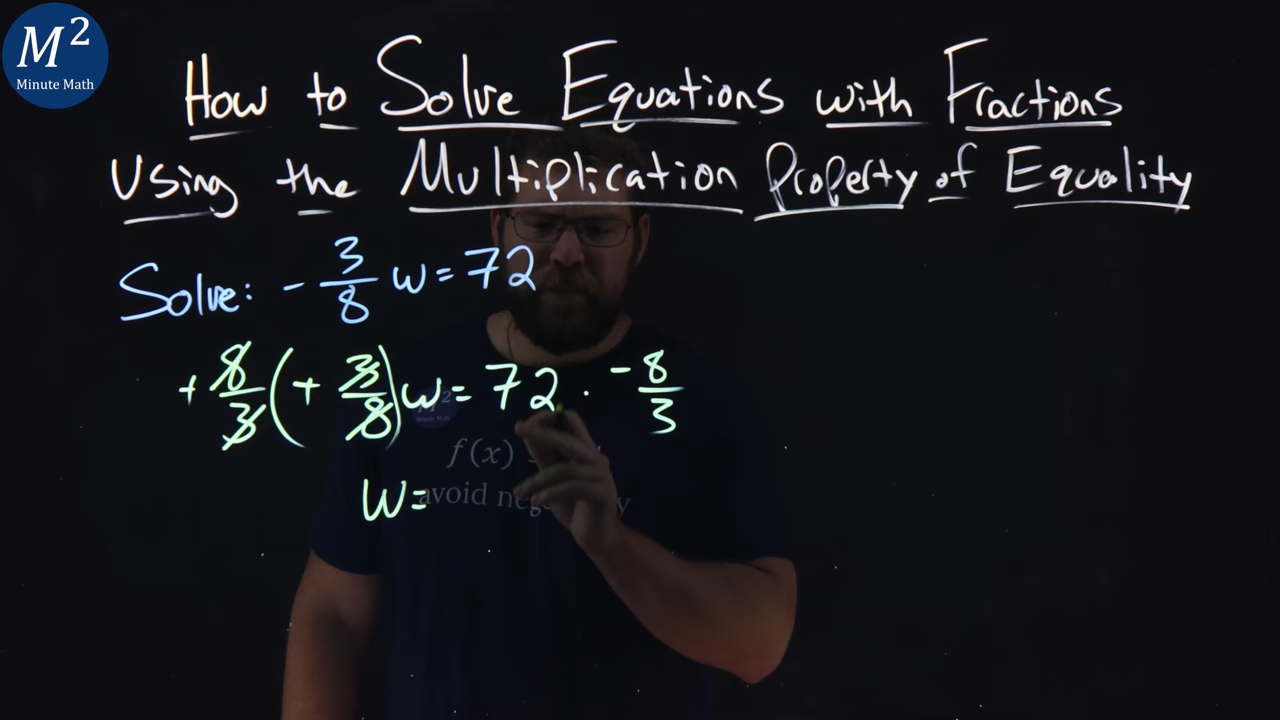 M²
Minute Math
How to Solve Equations with Fractions
Using the Multiplication Property of Equality
Solve: - 3/8 w = 72
+ 8/3 (+ 3/8) w = 72 · -8/3
W =
f(x)
avoid